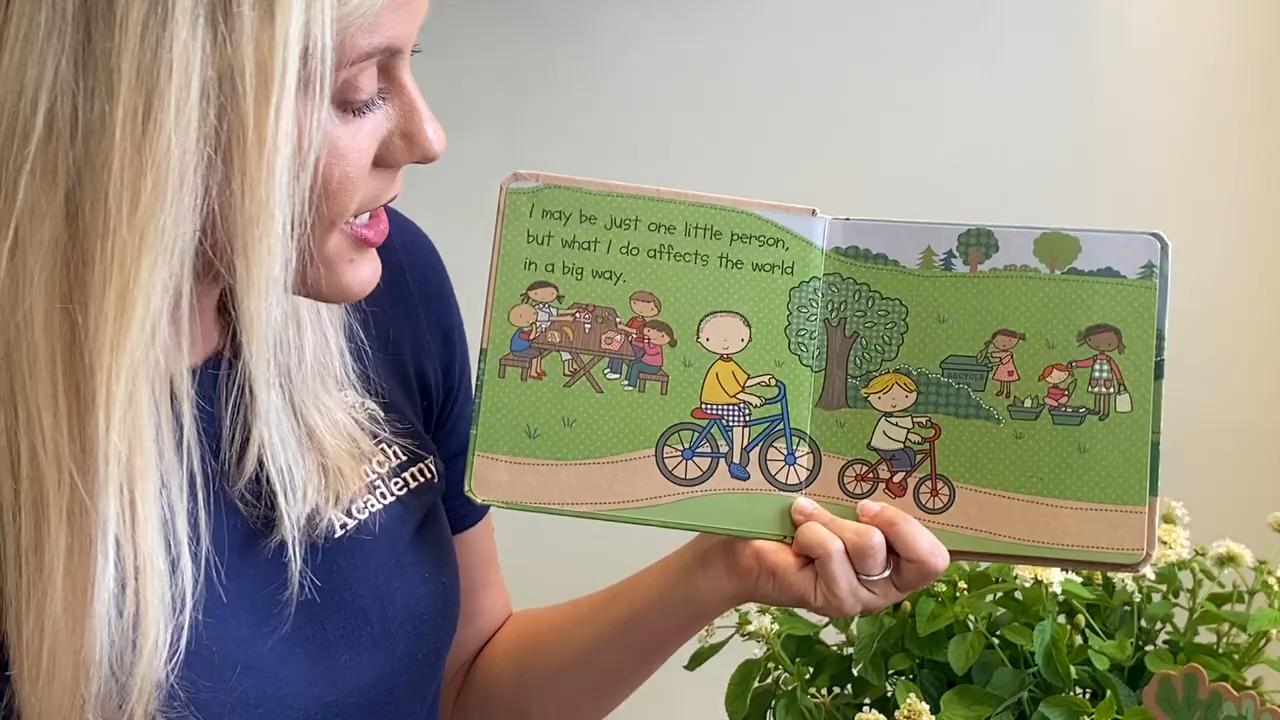 I may be just one little person,
but what I do affects the world
in a big way.
RECYCLE
Academy